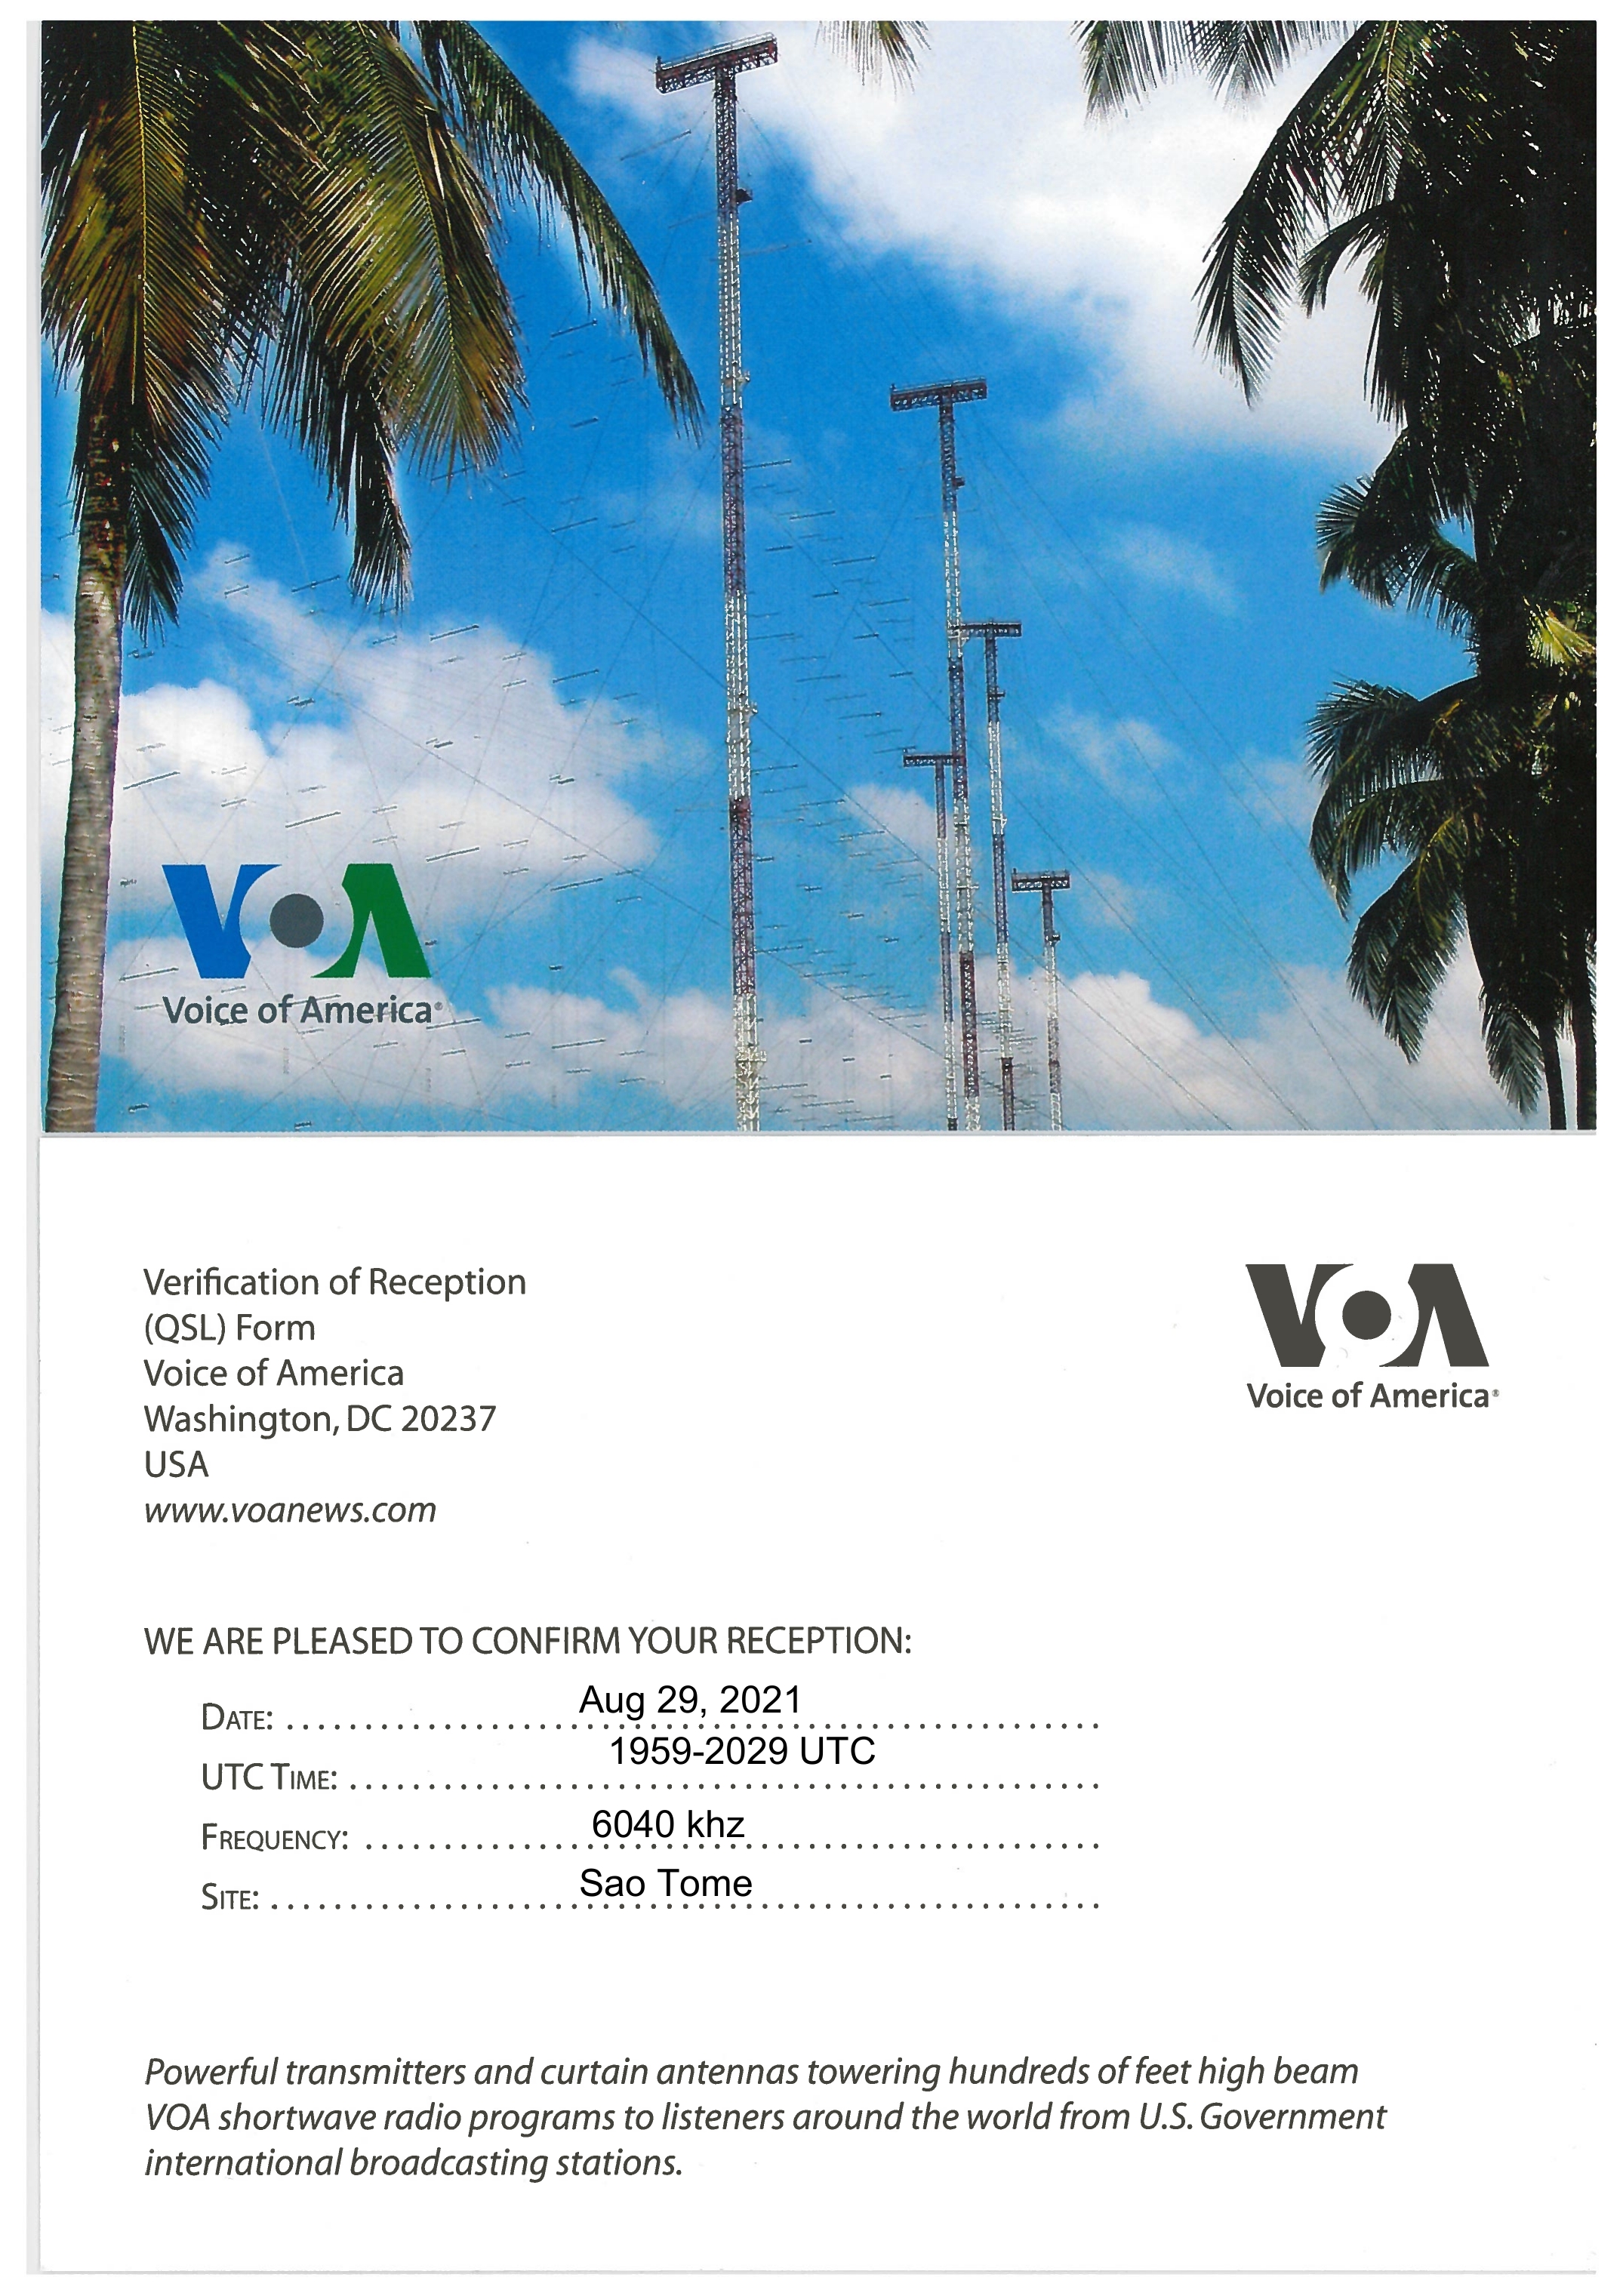 VOA
Voice of America®
Verification of Reception
(QSL) Form
Voice of America
Washington, DC 20237
USA
www.voanews.com
VOA
Voice of America®
WE ARE PLEASED TO CONFIRM YOUR RECEPTION:
DATE: Aug 29, 2021
UTC TIME: 1959-2029 UTC
FREQUENCY: 6040 khz
SITE: Sao Tome
Powerful transmitters and curtain antennas towering hundreds of feet high beam
VOA shortwave radio programs to listeners around the world from U.S. Government
international broadcasting stations.